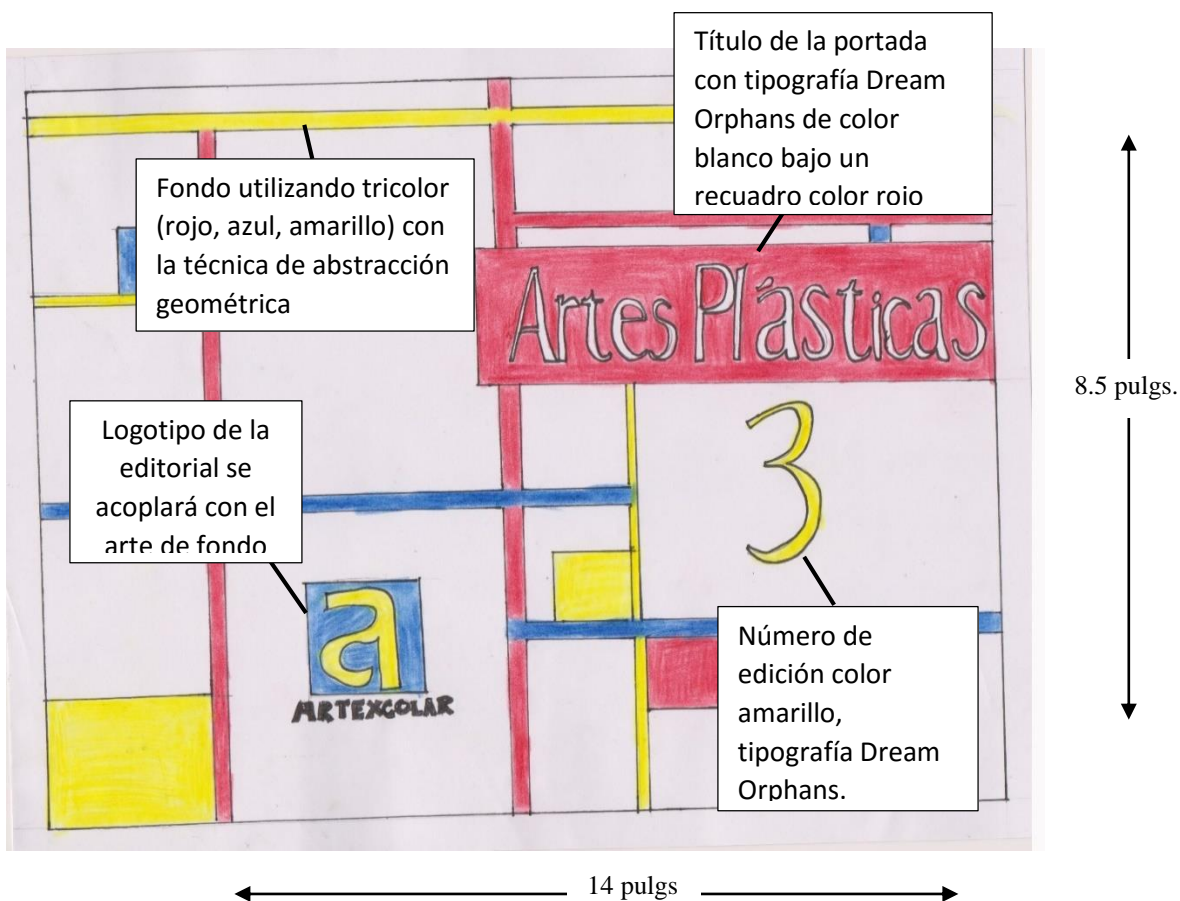 Título de la portada
con tipografía Dream
Orphans de color
blanco bajo un
recuadro color rojo
Fondo utilizando tricolor
(rojo, azul, amarillo) con
la técnica de abstracción
geométrica
Artes Plásticas
8.5 pulgs.
3
Logotipo de la
editorial se
acoplará con el
arte de fondo
a
ARTEXCOLAR
Número de
edición color
amarillo,
tipografía Dream
Orphans.
14 pulgs